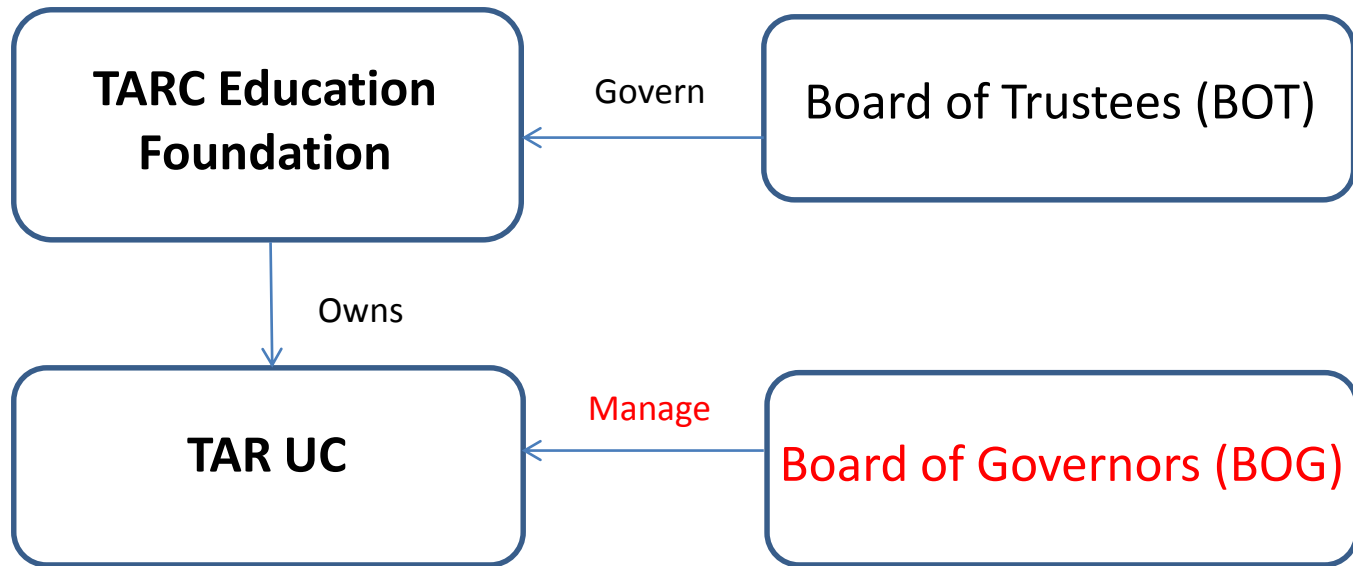 TARC Education
Foundation
Govern
Board of Trustees (BOT)
Owns
TAR UC
Manage
Board of Governors (BOG)